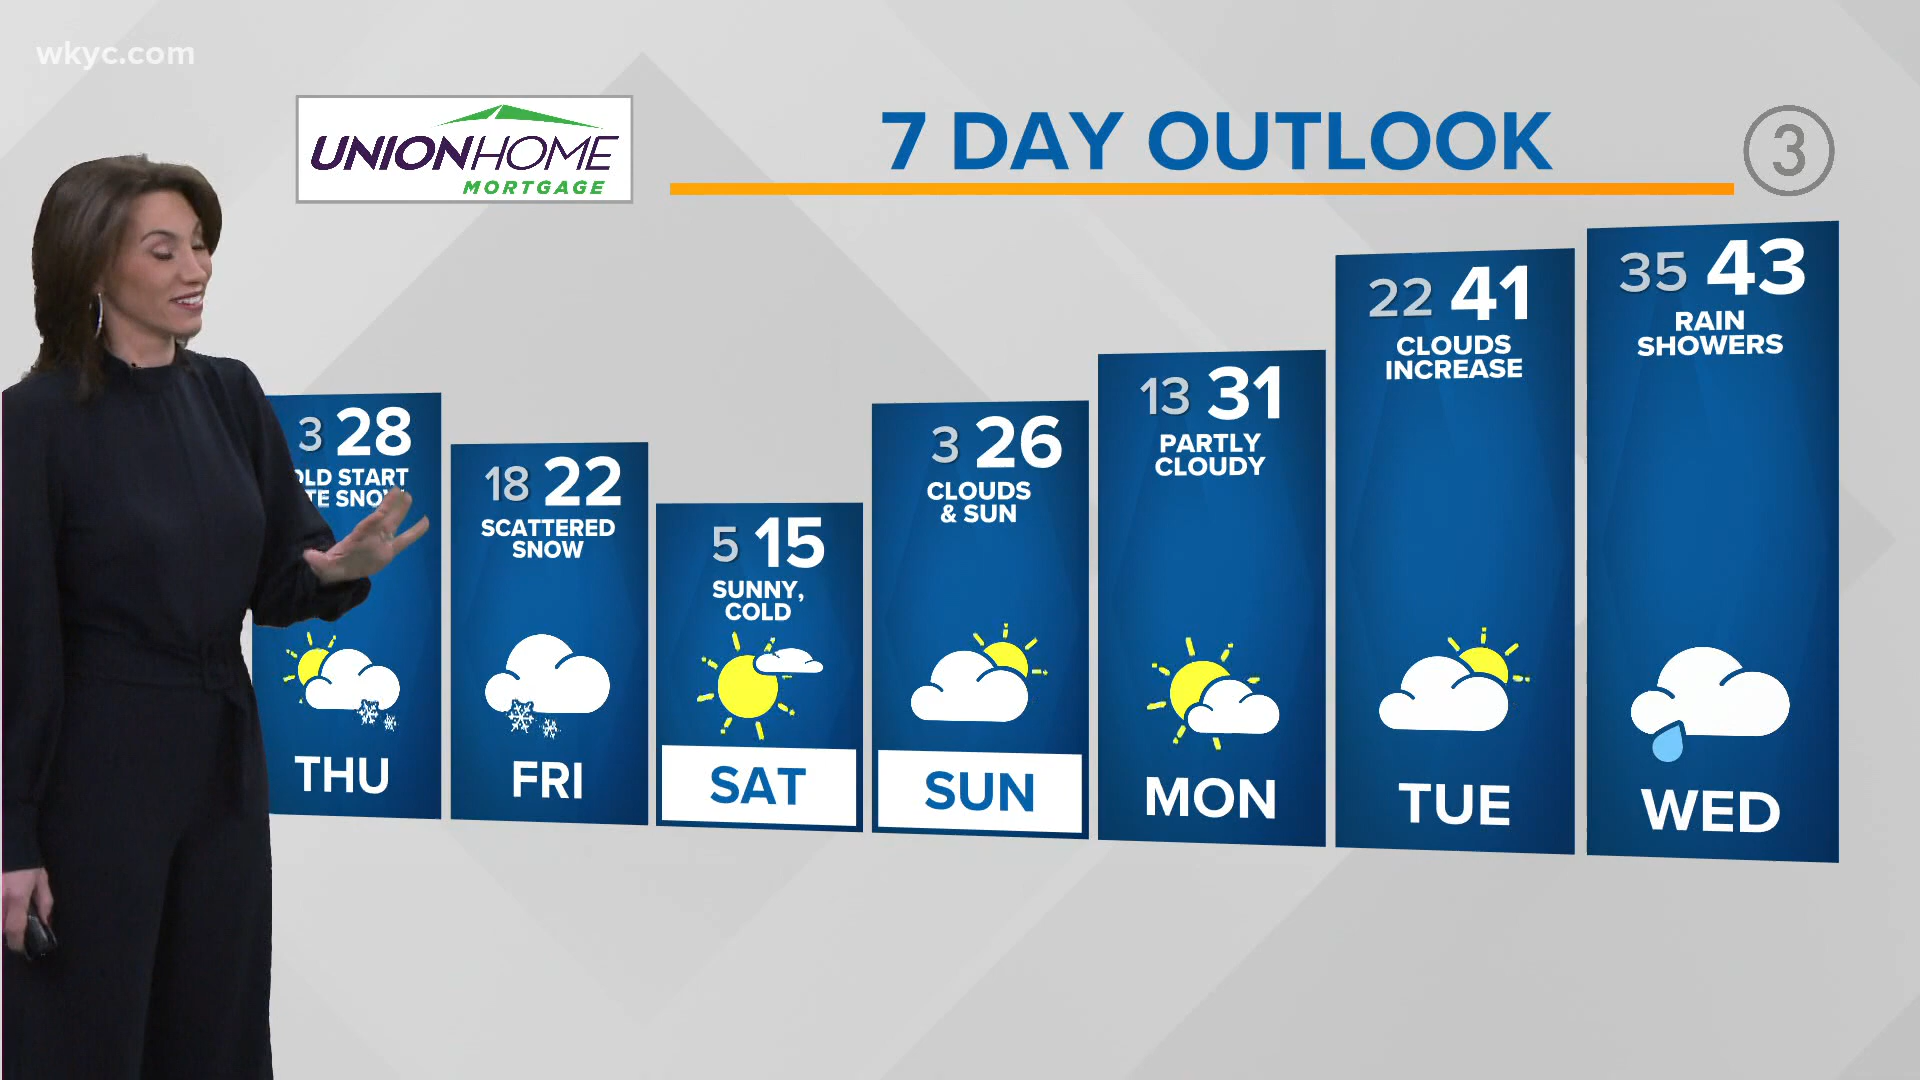 wkyc.com
UNIONHOME
MORTGAGE
7 DAY OUTLOOK
3
3 28
START
THU
18 22
SCATTERED
SNOW
FRI
5 15
SUNNY,
COLD
SAT
3 26
CLOUDS
& SUN
SUN
13 31
PARTLY
CLOUDY
MON
22 41
CLOUDS
INCREASE
TUE
35 43
RAIN
SHOWERS
WED